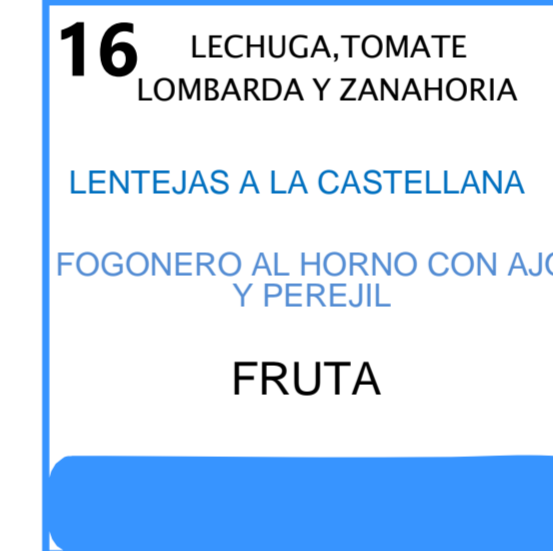 16
LECHUGA,TOMATE
LOMBARDA Y ZANAHORIA
LENTEJAS A LA CASTELLANA
FOGONERO AL HORNO CON AJO
Y PEREJIL
FRUTA